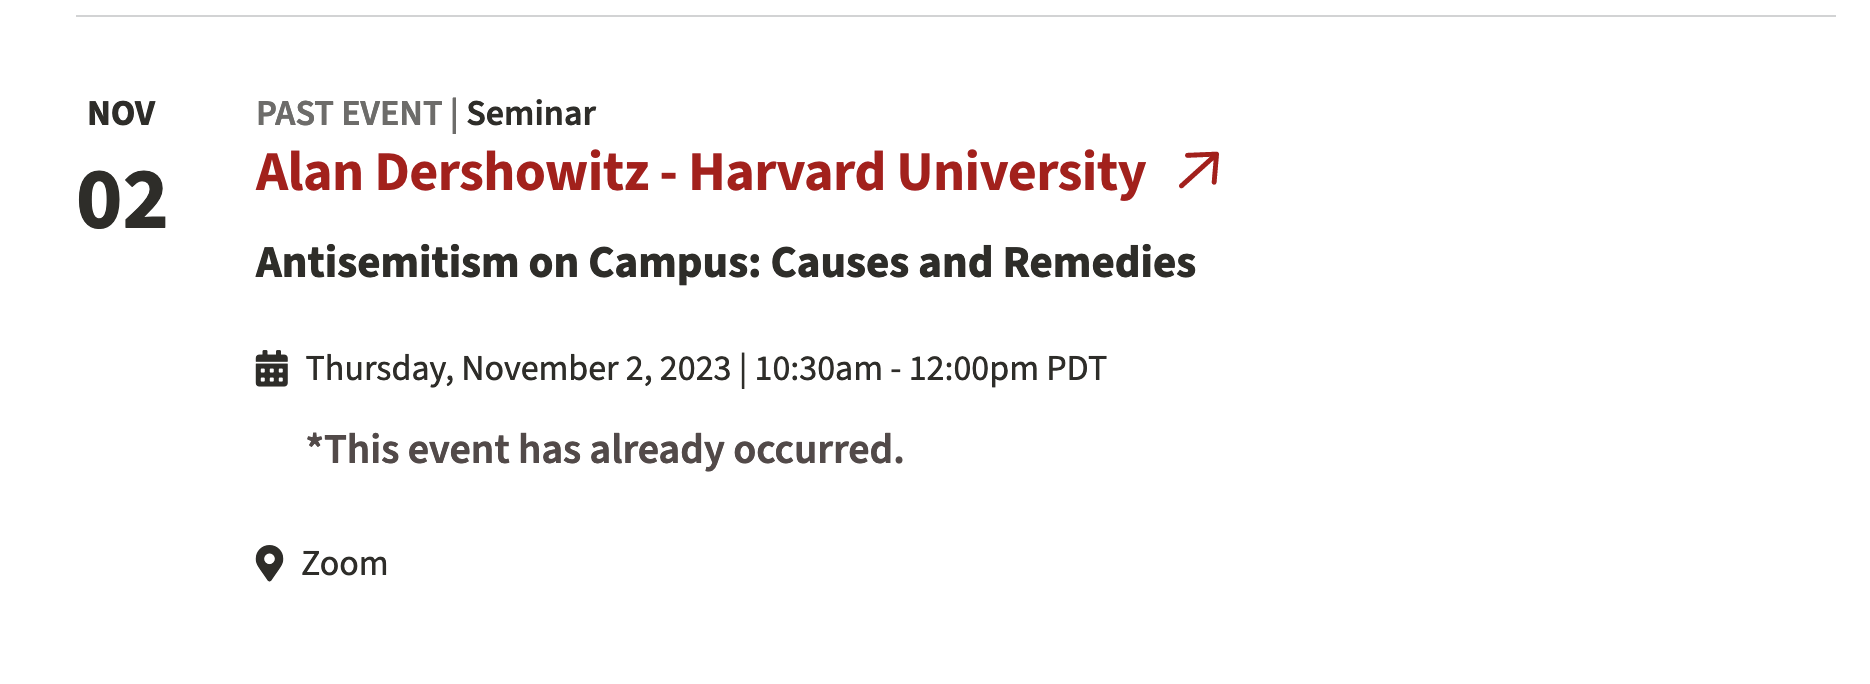 NOV
02
PAST EVENT | Seminar
Alan Dershowitz - Harvard University
Antisemitism on Campus: Causes and Remedies
Thursday, November 2, 2023 | 10:30am - 12:00pm PDT
*This event has already occurred.
Zoom